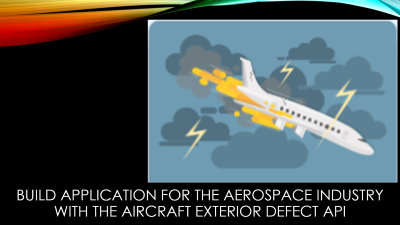 BUILD APPLICATION FOR THE AEROSPACE INDUSTRY
WITH THE AIRCRAFT EXTERIOR DEFECT API